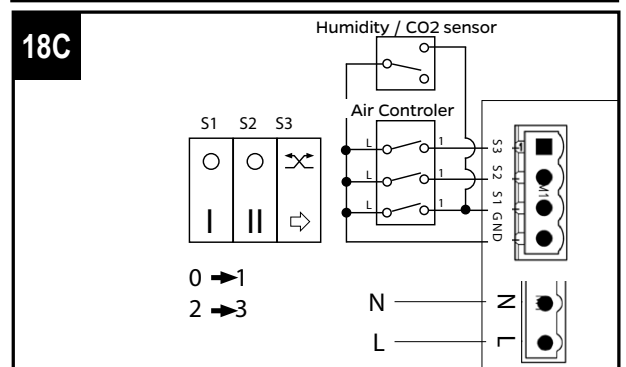 18C
Humidity / CO2 sensor
Air Controler
S1 S2 S3
L 1
L 1
L 1
S3
S2
S1
GND
1
M1
I II
0 → 1
2 → 3
N N
L L